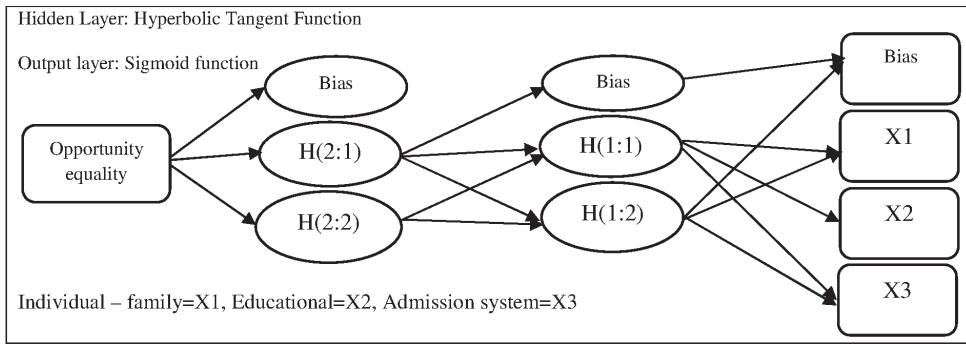 Hidden Layer: Hyperbolic Tangent Function
Output layer: Sigmoid function
Opportunity
equality
Bias
H(2:1)
H(2:2)
Bias
H(1:1)
H(1:2)
Bias
X1
X2
X3
Individual – family=X1, Educational=X2, Admission system=X3